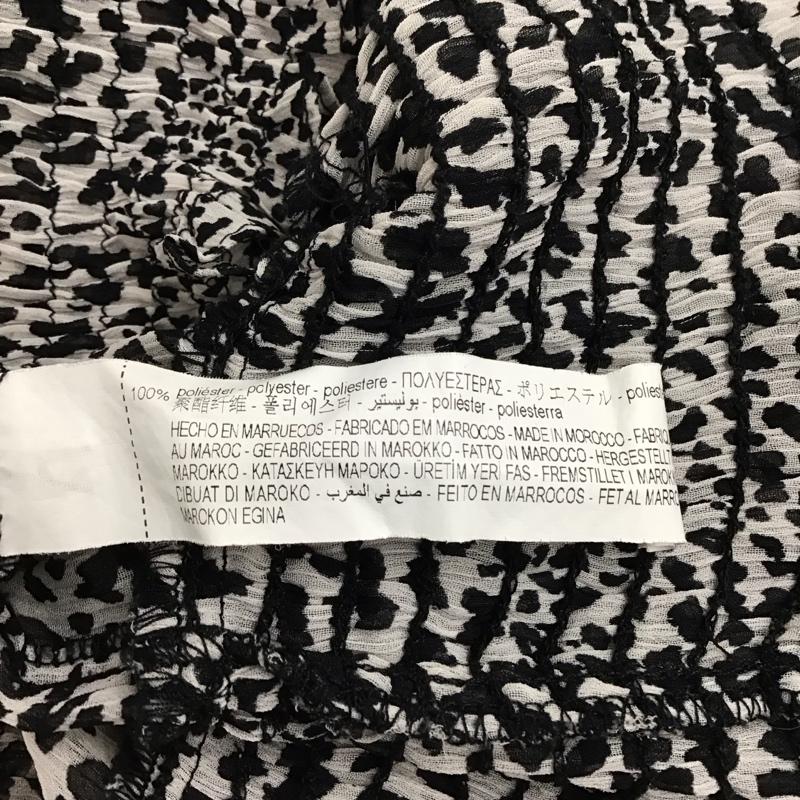 100% poliéster - polyester - poliestere - ΠΟΛΥΕΣΤΕΡΑΣ - ポリエステル - polies
聚酯纤维 - 폴리에스터 - بوليستير - polièster - poliesterra
HECHO EN MARRUECOS - FABRICADO EM MARROCOS - MADE IN MOROCCO - FABRIQ
AU MAROC - GEFABRICEERD IN MAROKKO - FATTO IN MAROCCO - HERGESTELLT
MAROKKO - ΚΑΤΑΣΚΕΥΗ ΜΑΡΟΚΟ - ÜRETİM YERİ FAS - FREMSTILLET I MAROK
DIBUAT DI MAROKO - صنع في المغرب - FEITO EN MARROCOS - FET AL MARRO
MAROKON EGINA